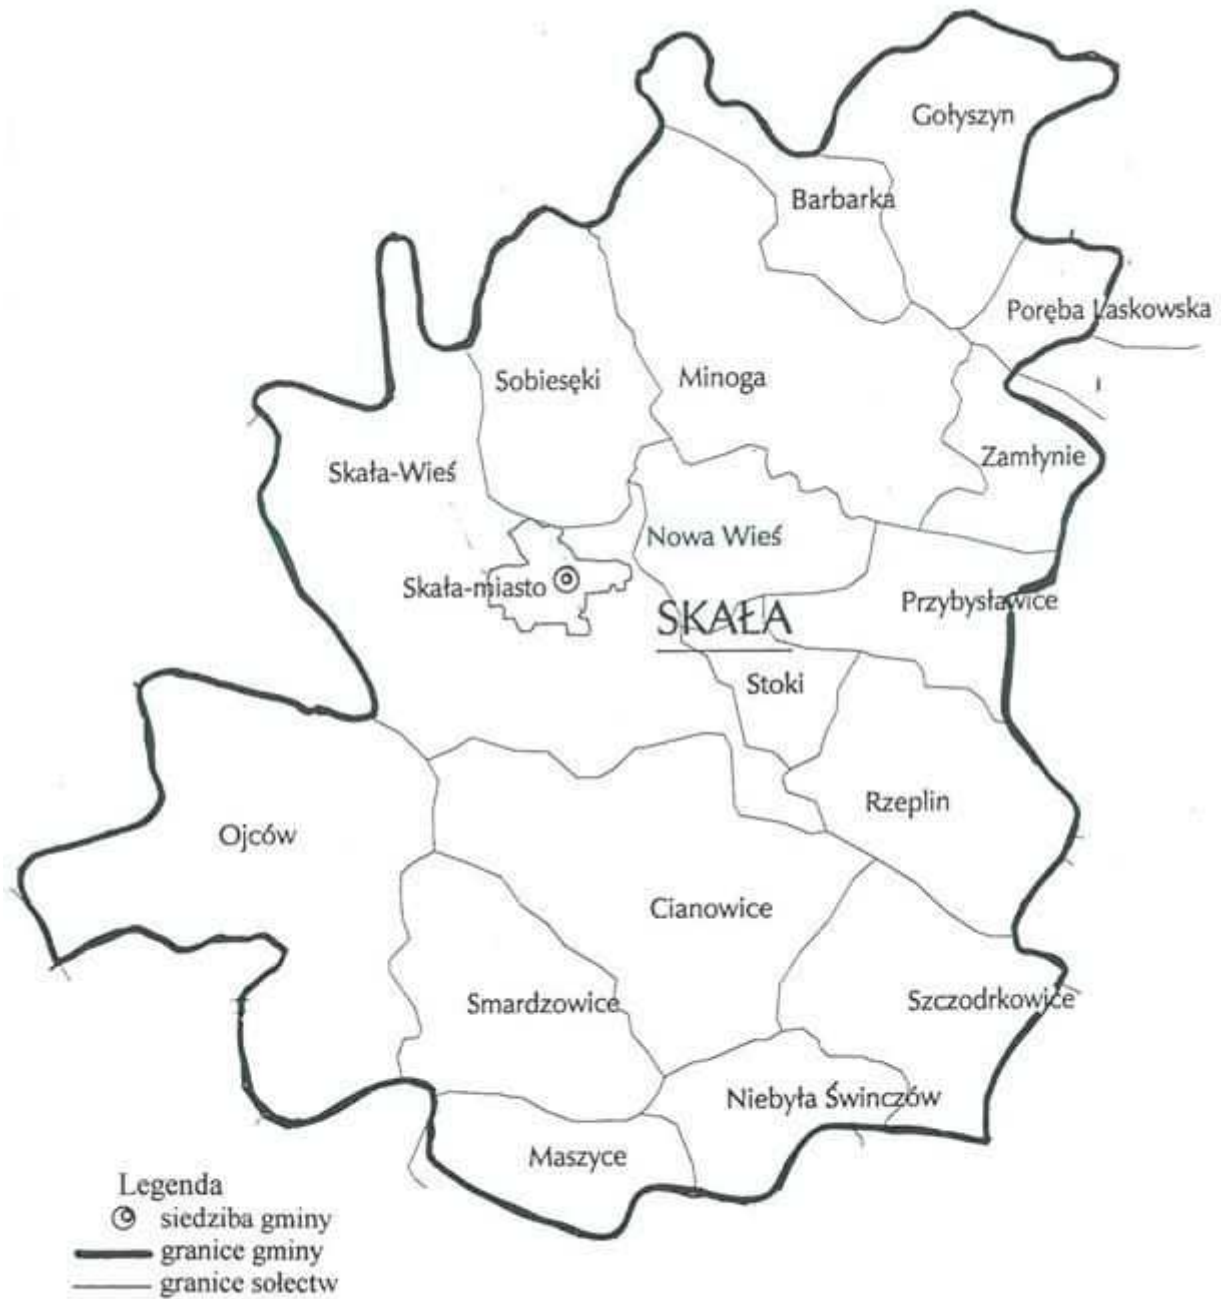 Gołyszyn
Barbarka
Poręba Laskowska
Sobiesęki
Minoga
Zamłynie
Skała-Wieś
Nowa Wieś
Skała-miasto
Przybysławice
SKAŁA
Stoki
Rzeplin
Ojców
Cianowice
Smardzowice
Szczodrkowice
Niebyła Świnczów
Maszyce
Legenda
siedziba gminy
granice gminy
granice sołectw